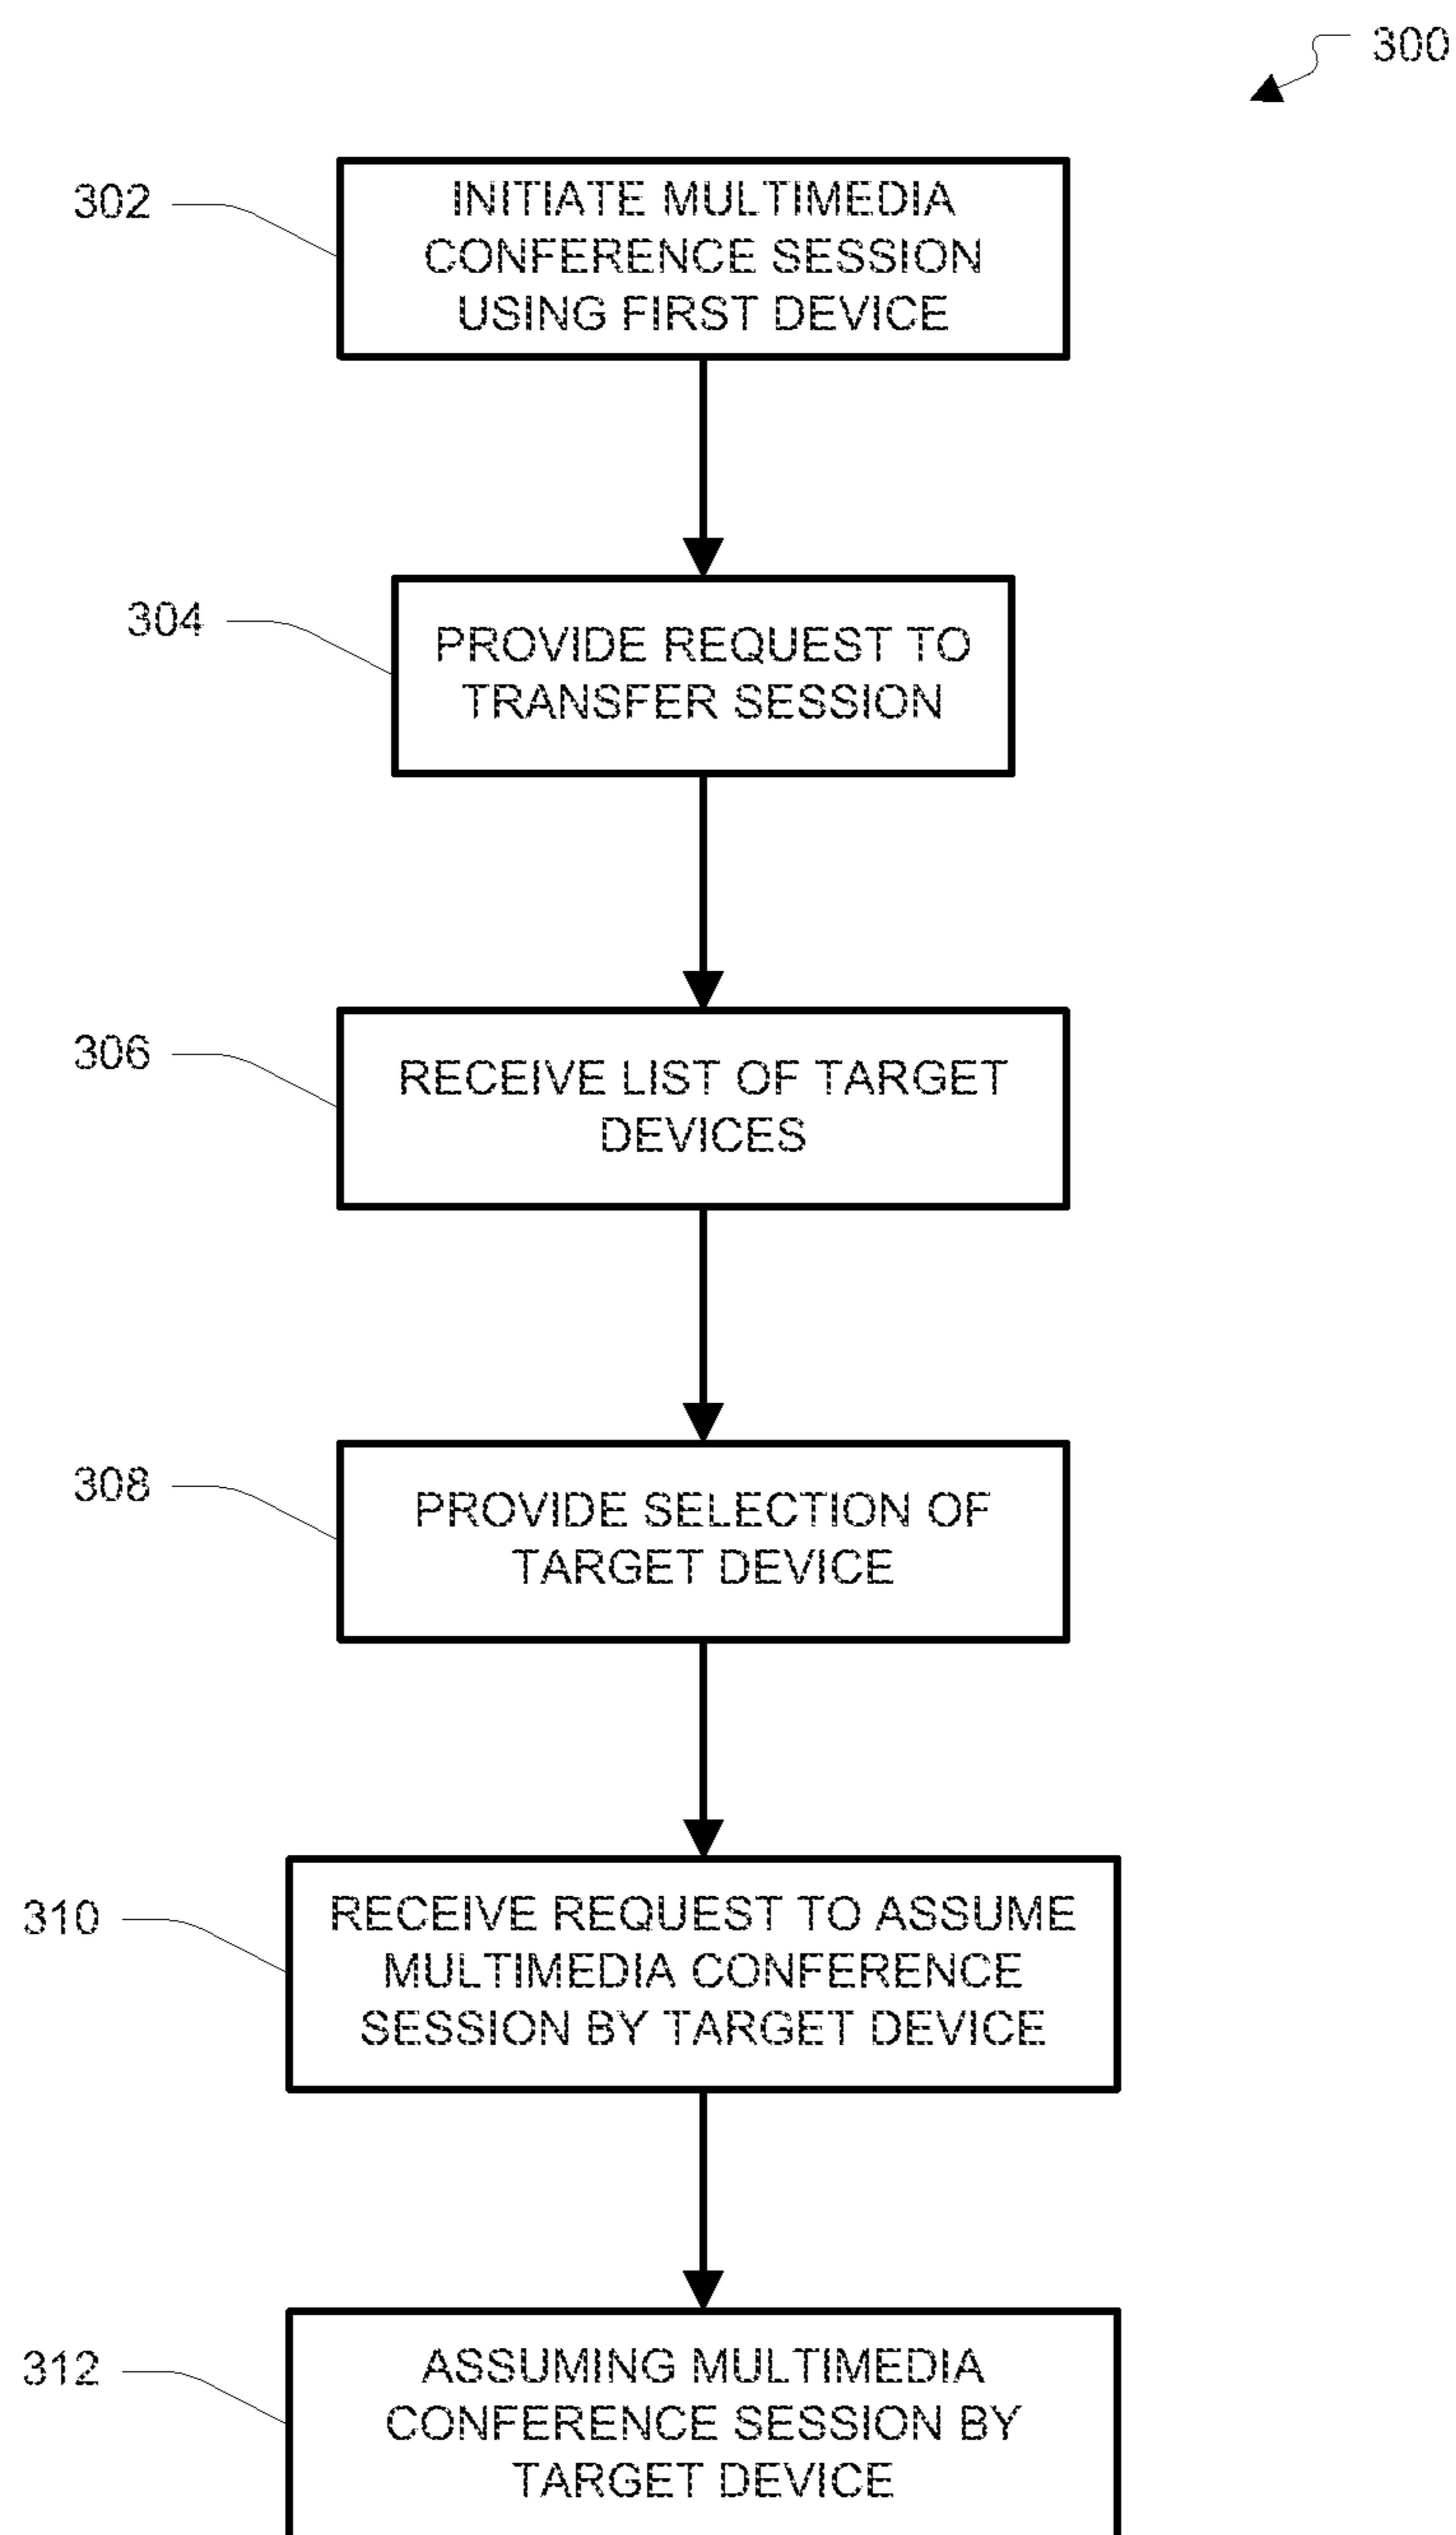 300
302
INITIATE MULTIMEDIA
CONFERENCE SESSION
USING FIRST DEVICE
304
PROVIDE REQUEST TO
TRANSFER SESSION
306
RECEIVE LIST OF TARGET
DEVICES
308
PROVIDE SELECTION OF
TARGET DEVICE
310
RECEIVE REQUEST TO ASSUME
MULTIMEDIA CONFERENCE
SESSION BY TARGET DEVICE
312
ASSUMING MULTIMEDIA
CONFERENCE SESSION BY
TARGET DEVICE